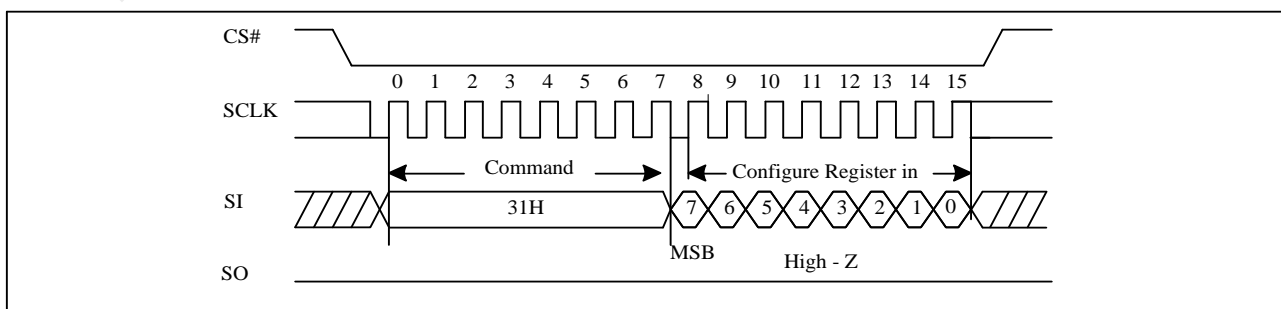 CS#
0 1 2 3 4 5 6 7 8 9 10 11 12 13 14 15
SCLK
Command Configure Register in
SI 31H 7 6 5 4 3 2 1 0
MSB High - Z
SO